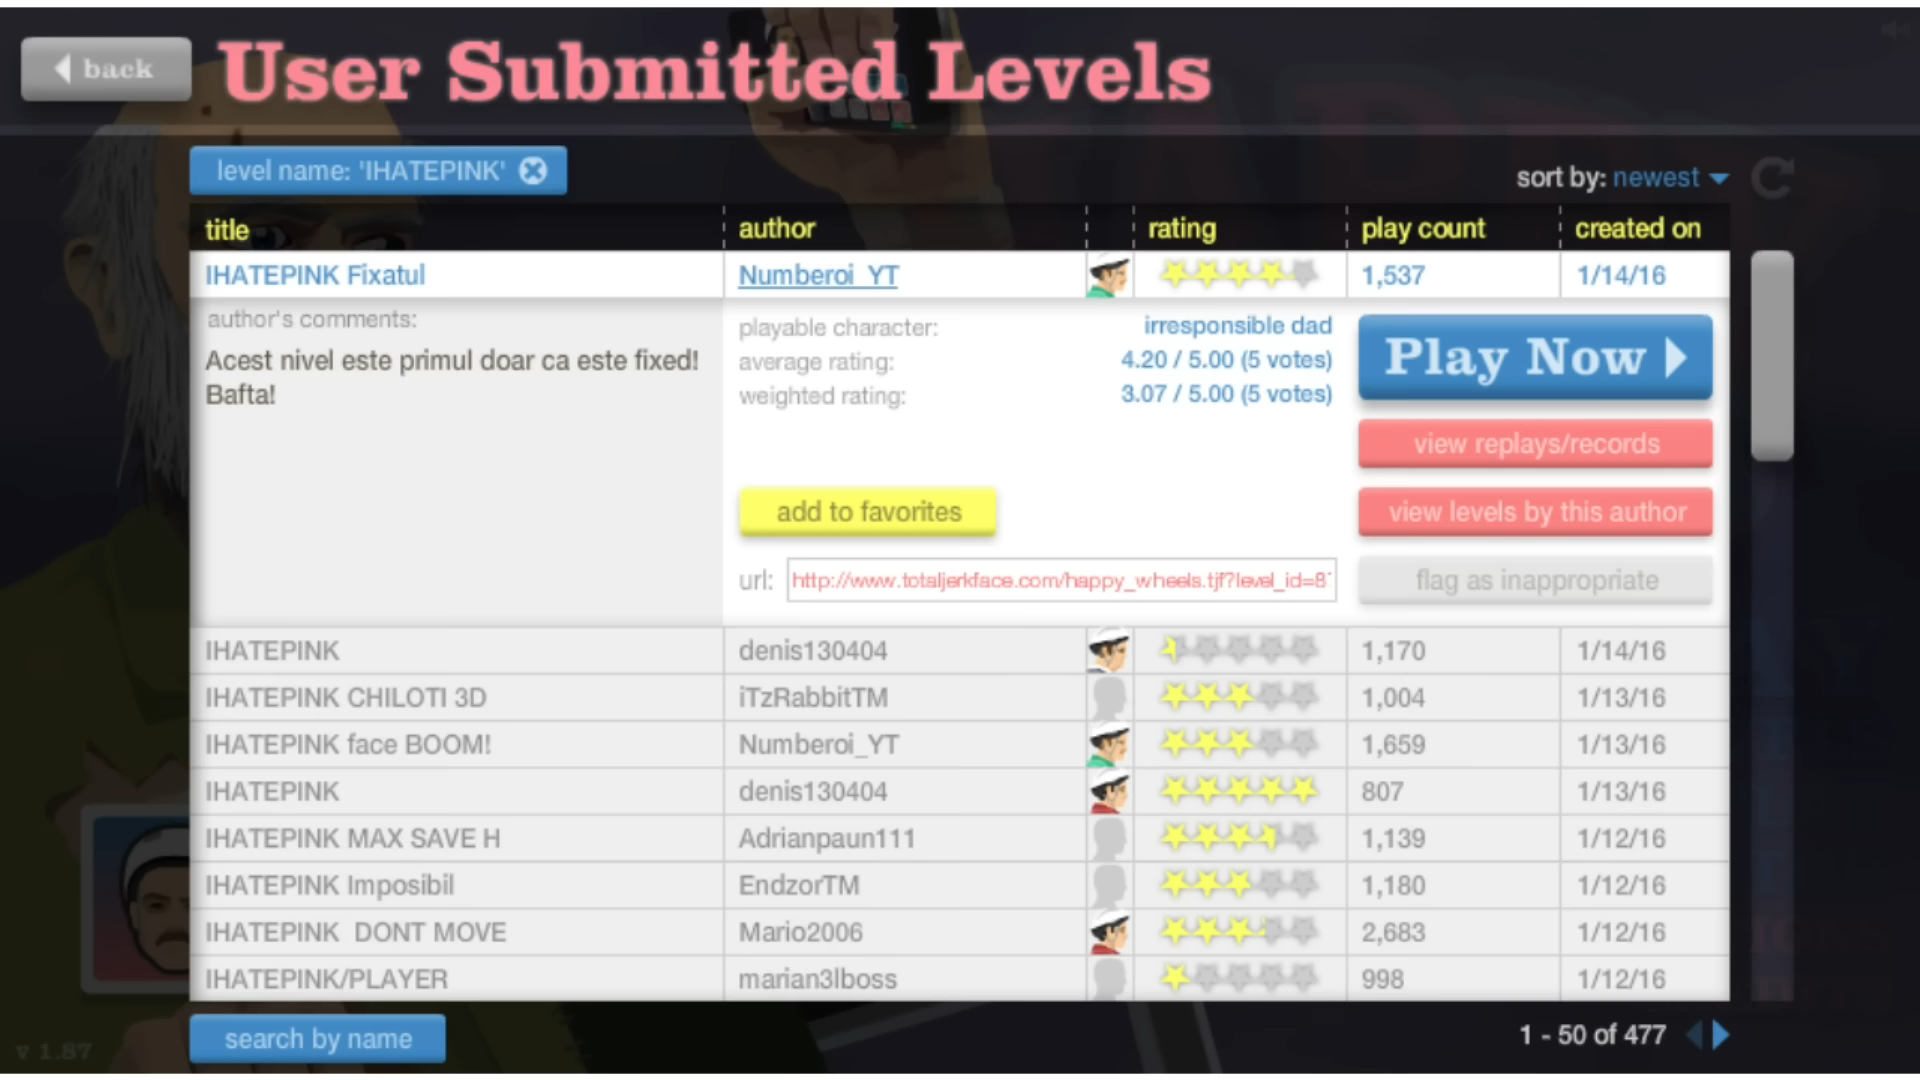 back
User Submitted Levels
level name: 'IHATEPINK'
sort by: newest
title author rating play count created on
IHATEPINK Fixatul Numberoi_YT 1,537 1/14/16
author's comments:
Acest nivel este primul doar ca este fixed!
Bafta!
playable character: irresponsible dad
average rating: 4.20 / 5.00 (5 votes)
weighted rating: 3.07 / 5.00 (5 votes)
Play Now
view replays/records
add to favorites
view levels by this author
url: http://www.totaljerkface.com/happy_wheels.tjf?level_id=8
flag as inappropriate
IHATEPINK denis130404 1,170 1/14/16
IHATEPINK CHILOTI 3D iTzRabbitTM 1,004 1/13/16
IHATEPINK face BOOM! Numberoi_YT 1,659 1/13/16
IHATEPINK denis130404 807 1/13/16
IHATEPINK MAX SAVE H Adrianpaun111 1,139 1/12/16
IHATEPINK Imposibil EndzorTM 1,180 1/12/16
IHATEPINK  DONT MOVE Mario2006 2,683 1/12/16
IHATEPINK/PLAYER marian3lboss 998 1/12/16
search by name
1 - 50 of 477
v 1.87